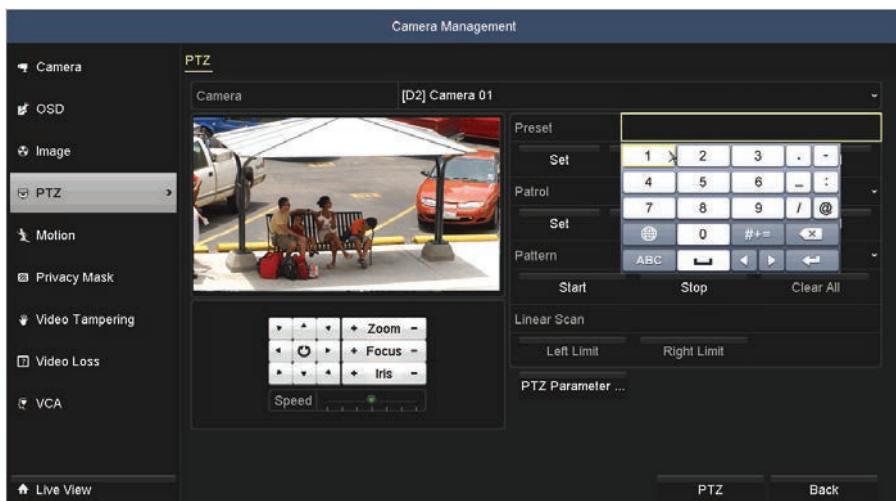 Camera Management
Camera
OSD
Image
PTZ
Motion
Privacy Mask
Video Tampering
Video Loss
VCA
Live View
PTZ
Camera [D2] Camera 01
Preset
Set
Patrol
Set
Pattern
Start Stop Clear All
Linear Scan
Left Limit Right Limit
PTZ Parameter ...
1 2 3 . -
4 5 6 _ :
7 8 9 / @
0 #+=
ABC
+ Zoom -
+ Focus -
+ Iris -
Speed
PTZ Back